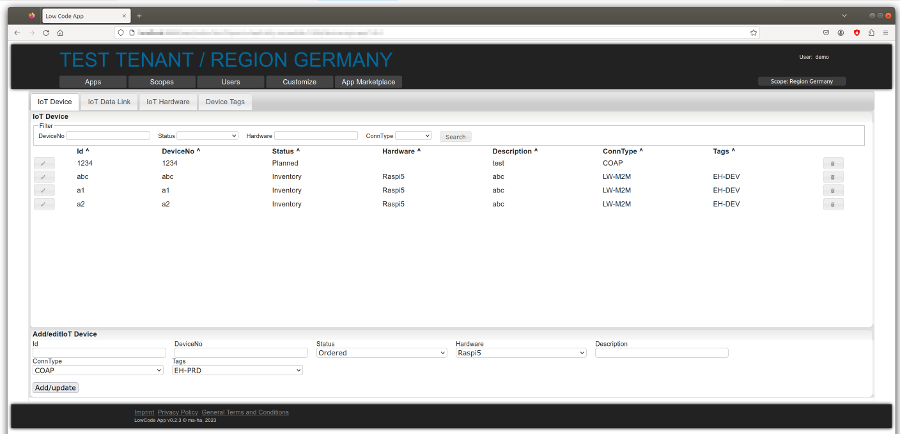 Low Code App
TEST TENANT / REGION GERMANY
User: demo
Apps Scopes Users Customize App Marketplace
Scope: Region Germany
IoT Device IoT Data Link IoT Hardware Device Tags
IoT Device
Filter
DeviceNo Status Hardware ConnType Search
Id ^ DeviceNo ^ Status ^ Hardware ^ Description ^ ConnType ^ Tags ^
1234 1234 Planned test COAP
abc abc Inventory Raspi5 abc LW-M2M EH-DEV
a1 a1 Inventory Raspi5 abc LW-M2M EH-DEV
a2 a2 Inventory Raspi5 abc LW-M2M EH-DEV
Add/editIoT Device
Id DeviceNo Status Hardware Description
Ordered Raspi5
ConnType Tags
COAP EH-PRD
Add/update
Imprint Privacy Policy General Terms and Conditions
LowCode App v0.2.3 © ma-ha, 2023